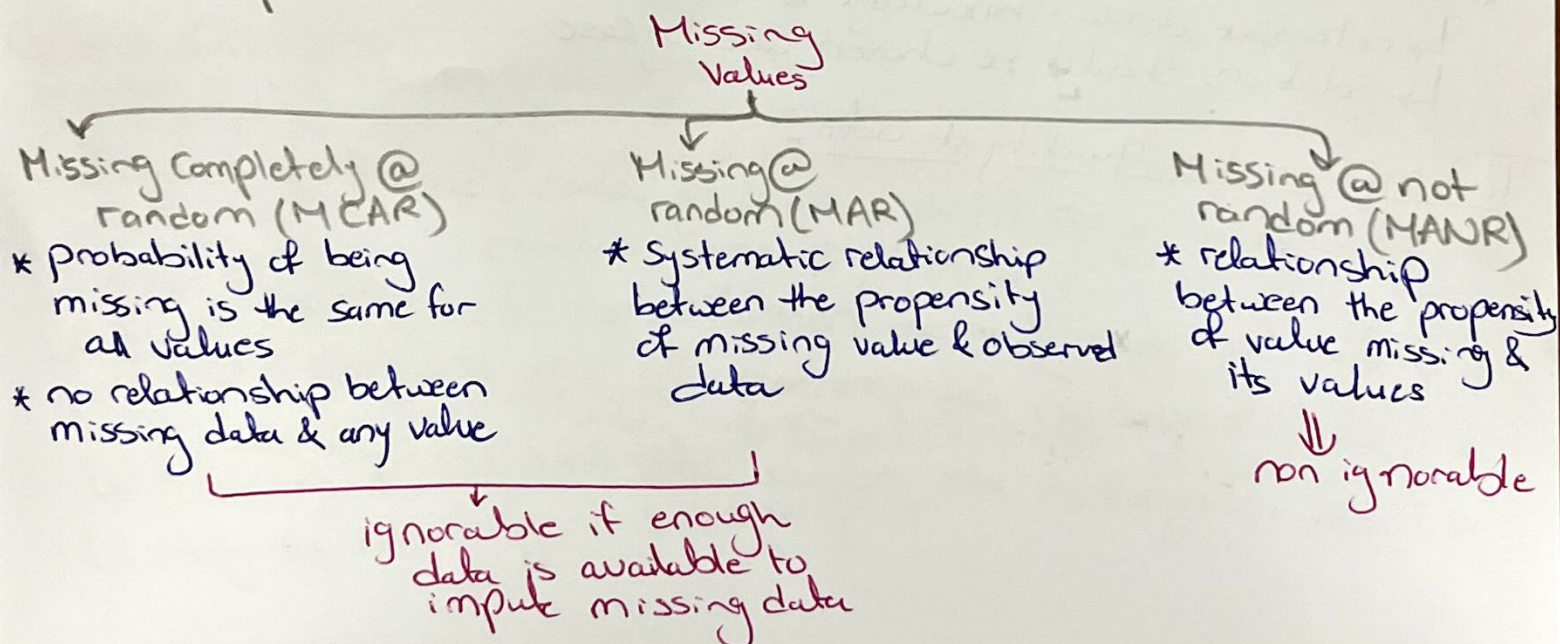 Missing
Values
Missing Completely @
random (MCAR)
* probability of being
missing is the same for
all values
* no relationship between
missing data & any value
Missing @
random (MAR)
* Systematic relationship
between the propensity
of missing value & observed
data
ignorable if enough
data is available to
impute missing data
Missing @ not
random (MANR)
* relationship
between the propensity
of value missing &
its values
non ignorable